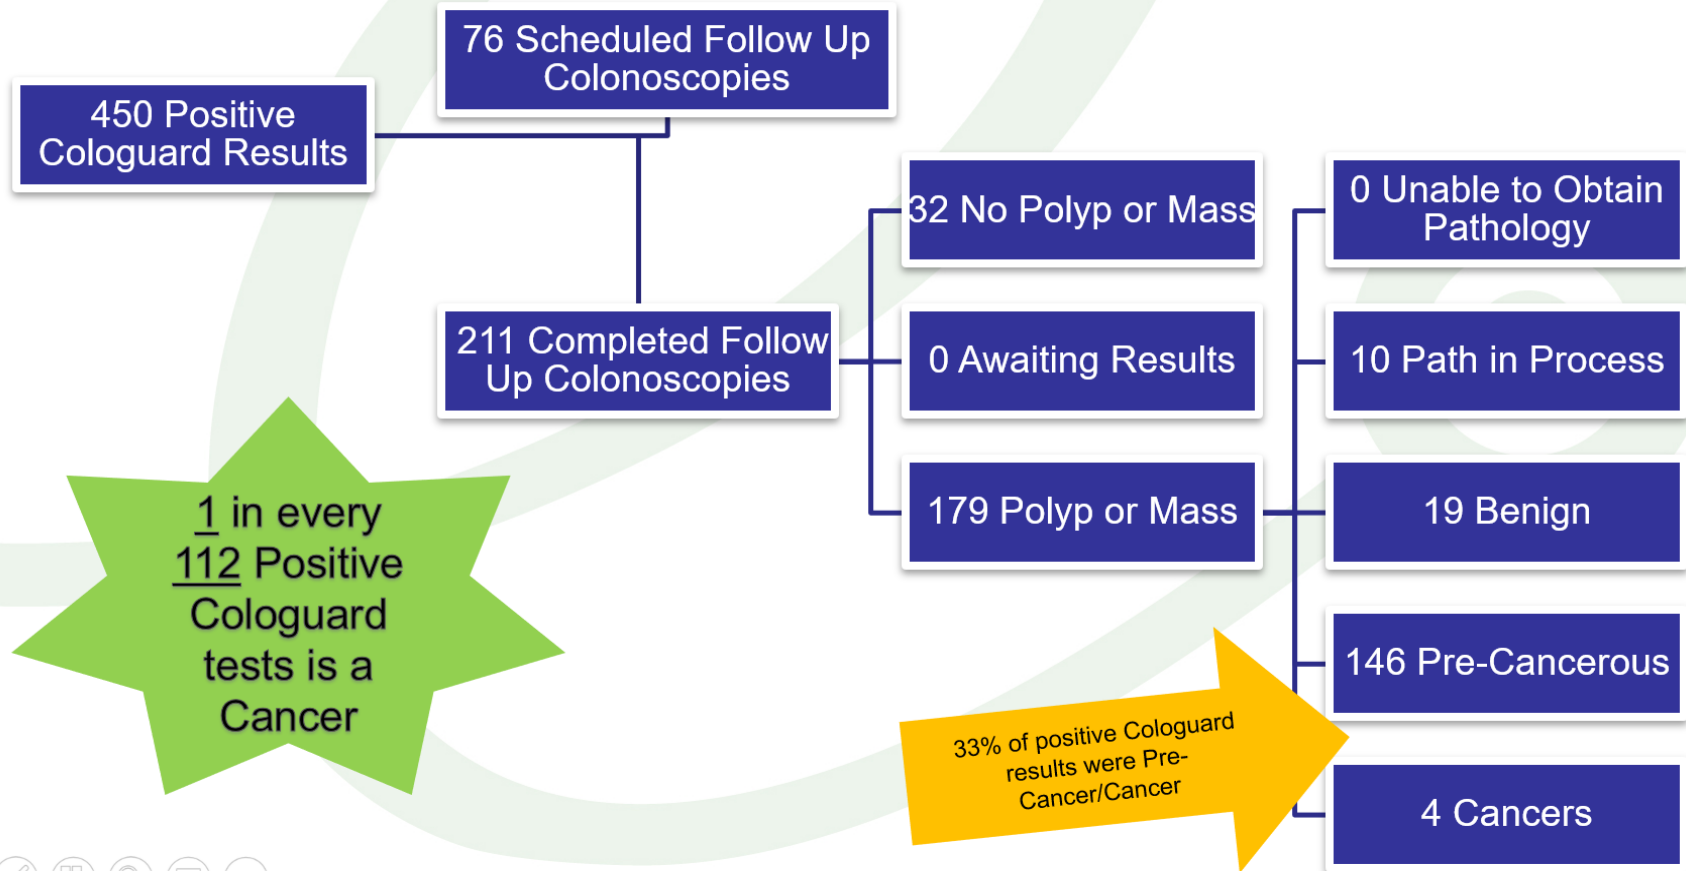 76 Scheduled Follow Up
Colonoscopies
450 Positive
Cologuard Results
32 No Polyp or Mass
0 Unable to Obtain
Pathology
211 Completed Follow
Up Colonoscopies
0 Awaiting Results
10 Path in Process
179 Polyp or Mass
19 Benign
1 in every
112 Positive
Cologuard
tests is a
Cancer
146 Pre-Cancerous
33% of positive Cologuard
results were Pre-
Cancer/Cancer
4 Cancers